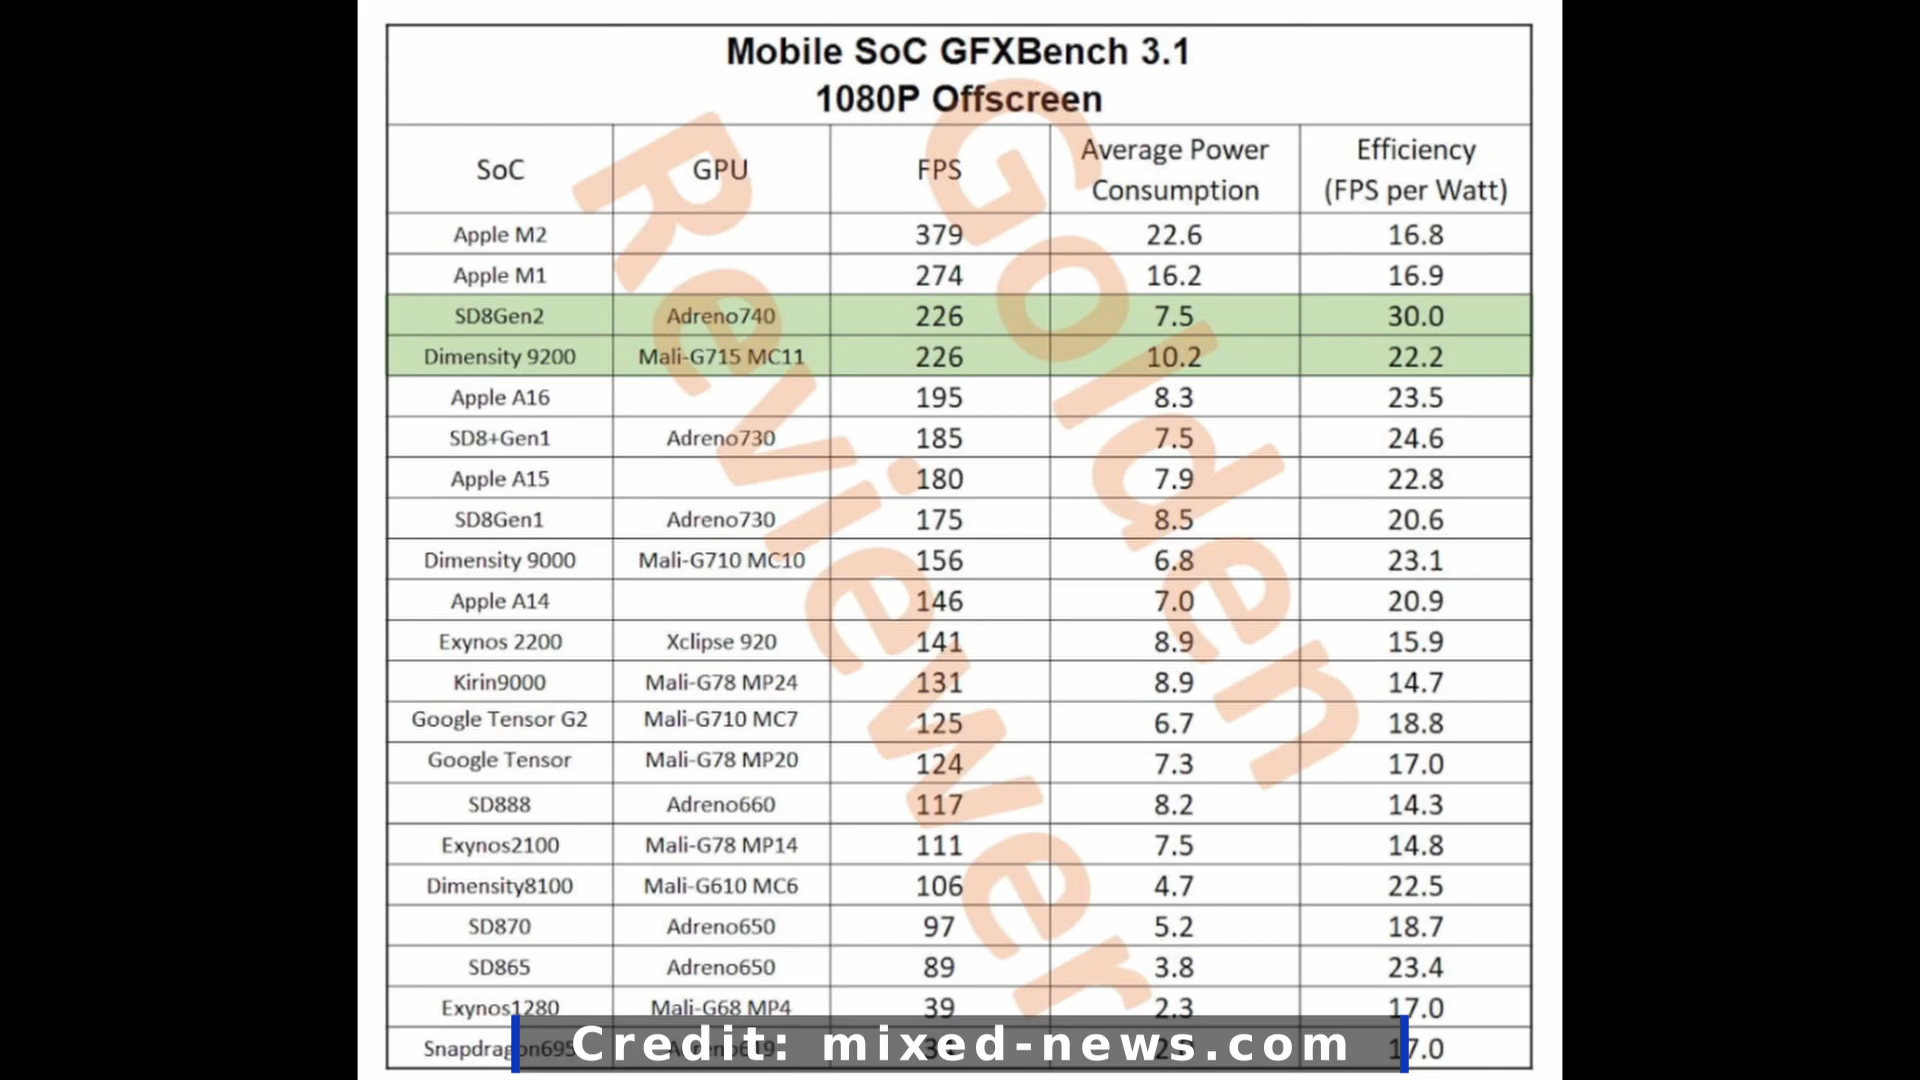 Mobile SoC GFXBench 3.1
1080P Offscreen
SoC GPU FPS Average Power Consumption Efficiency (FPS per Watt)
Apple M2 379 22.6 16.8
Apple M1 274 16.2 16.9
SD8Gen2 Adreno740 226 7.5 30.0
Dimensity 9200 Mali-G715 MC11 226 10.2 22.2
Apple A16 195 8.3 23.5
SD8+Gen1 Adreno730 185 7.5 24.6
Apple A15 180 7.9 22.8
SD8Gen1 Adreno730 175 8.5 20.6
Dimensity 9000 Mali-G710 MC10 156 6.8 23.1
Apple A14 146 7.0 20.9
Exynos 2200 Xclipse 920 141 8.9 15.9
Kirin9000 Mali-G78 MP24 131 8.9 14.7
Google Tensor G2 Mali-G710 MC7 125 6.7 18.8
Google Tensor Mali-G78 MP20 124 7.3 17.0
SD888 Adreno660 117 8.2 14.3
Exynos2100 Mali-G78 MP14 111 7.5 14.8
Dimensity8100 Mali-G610 MC6 106 4.7 22.5
SD870 Adreno650 97 5.2 18.7
SD865 Adreno650 89 3.8 23.4
Exynos1280 Mali-G68 MP4 39 2.3 17.0
Snapdragon695 17.0
Golden
Reviewer
Credit: mixed-news.com